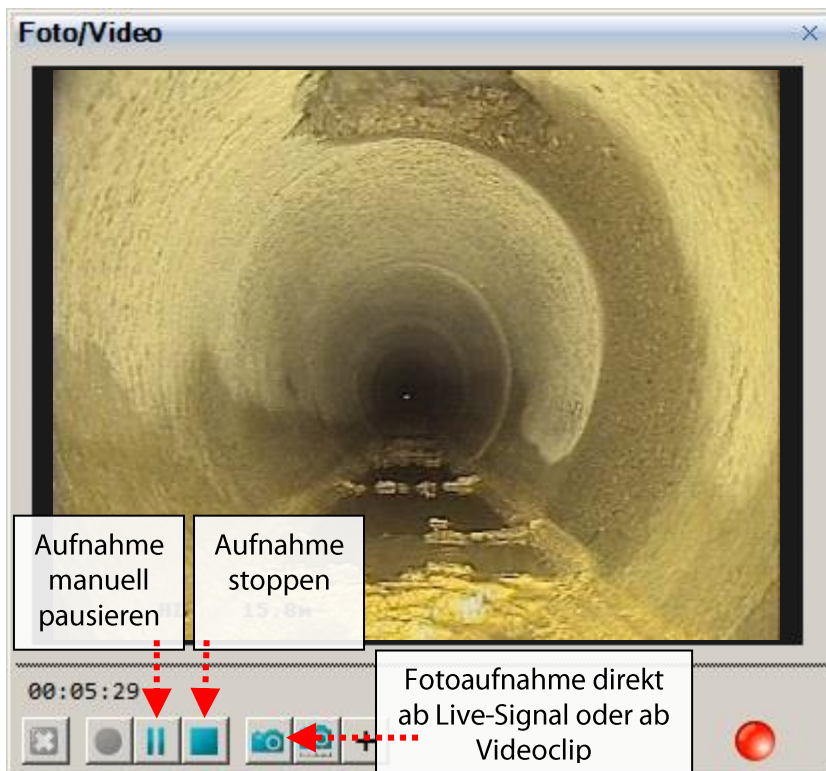 Foto/Video
Aufnahme
manuell
pausieren
Aufnahme
stoppen
15.8m
00:05:29
Fotoaufnahme direkt
ab Live-Signal oder ab
Videoclip